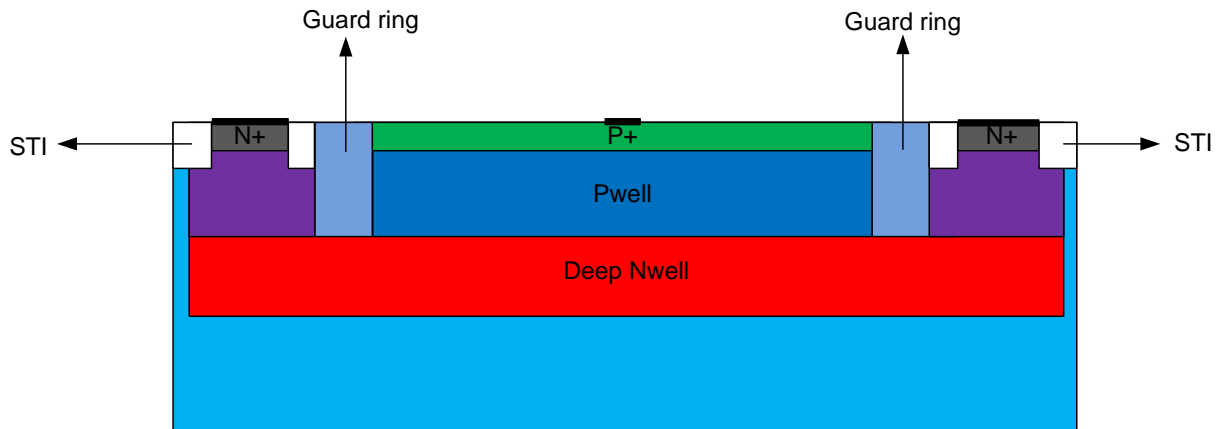 Guard ring
Guard ring
STI
N+
P+
N+
STI
Pwell
Deep Nwell